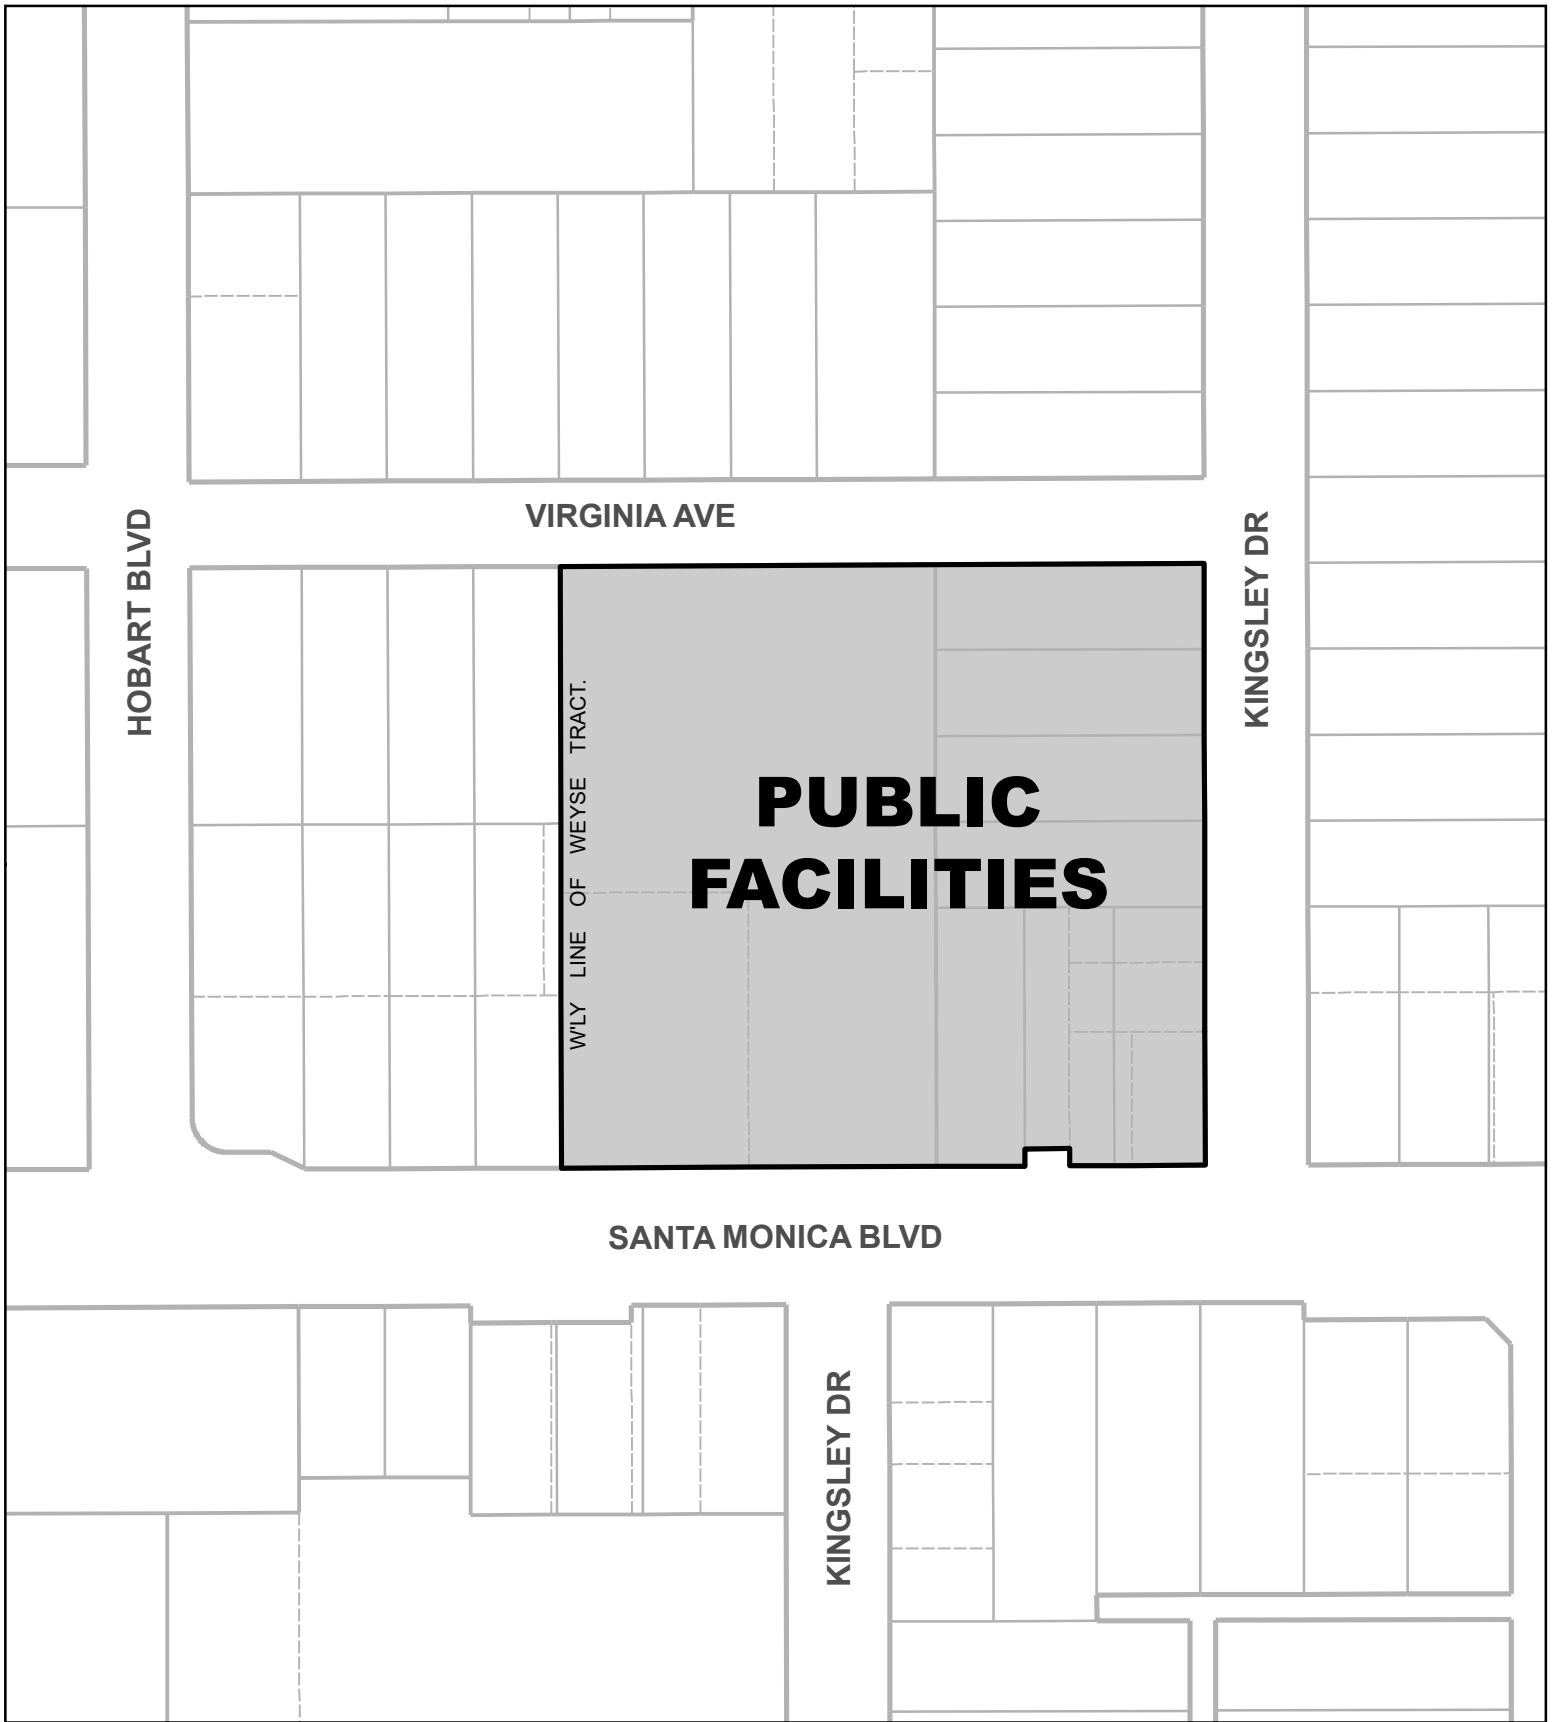 VIRGINIA AVE
HOBART BLVD
KINGSLEY DR
W'LY LINE OF WEYSE TRACT.
PUBLIC
FACILITIES
SANTA MONICA BLVD
KINGSLEY DR